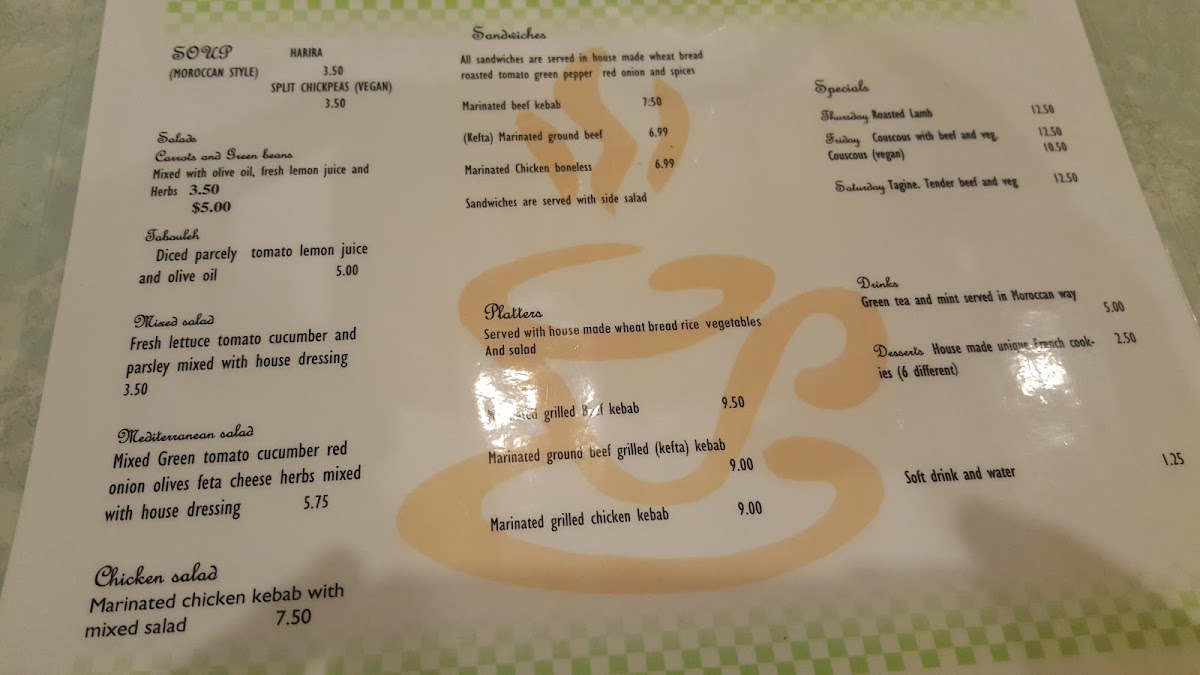 SOUP HARIRA
(MOROCCAN STYLE) 3.50
SPLIT CHICKPEAS (VEGAN)
3.50
Salads
Carrots and Green beans
Mixed with olive oil, fresh lemon juice and
Herbs 3.50
$5.00
Tabouleh
Diced parcely tomato lemon juice
and olive oil 5.00
Mixed salad
Fresh lettuce tomato cucumber and
parsley mixed with house dressing
3.50
Mediterranean salad
Mixed Green tomato cucumber red
onion olives feta cheese herbs mixed
with house dressing 5.75
Chicken salad
Marinated chicken kebab with
mixed salad 7.50
Sandwiches
All sandwiches are served in house made wheat bread
roasted tomato green pepper red onion and spices
Marinated beef kebab 7:50
(Kefta) Marinated ground beef 6.99
Marinated Chicken boneless 6.99
Sandwiches are served with side salad
Platters
Served with house made wheat bread rice vegetables
And salad
grilled Beef kebab 9.50
Marinated ground beef grilled (kefta) kebab
9.00
Marinated grilled chicken kebab 9.00
Specials
Thursday Roasted Lamb 12.50
Friday Couscous with beef and veg. 12.50
Couscous (vegan) 10.50
Saturday Tagine. Tender beef and veg 12.50
Drinks
Green tea and mint served in Moroccan way
5.00
Desserts House made unique French cook- 2.50
ies (6 different)
Soft drink and water 1.25